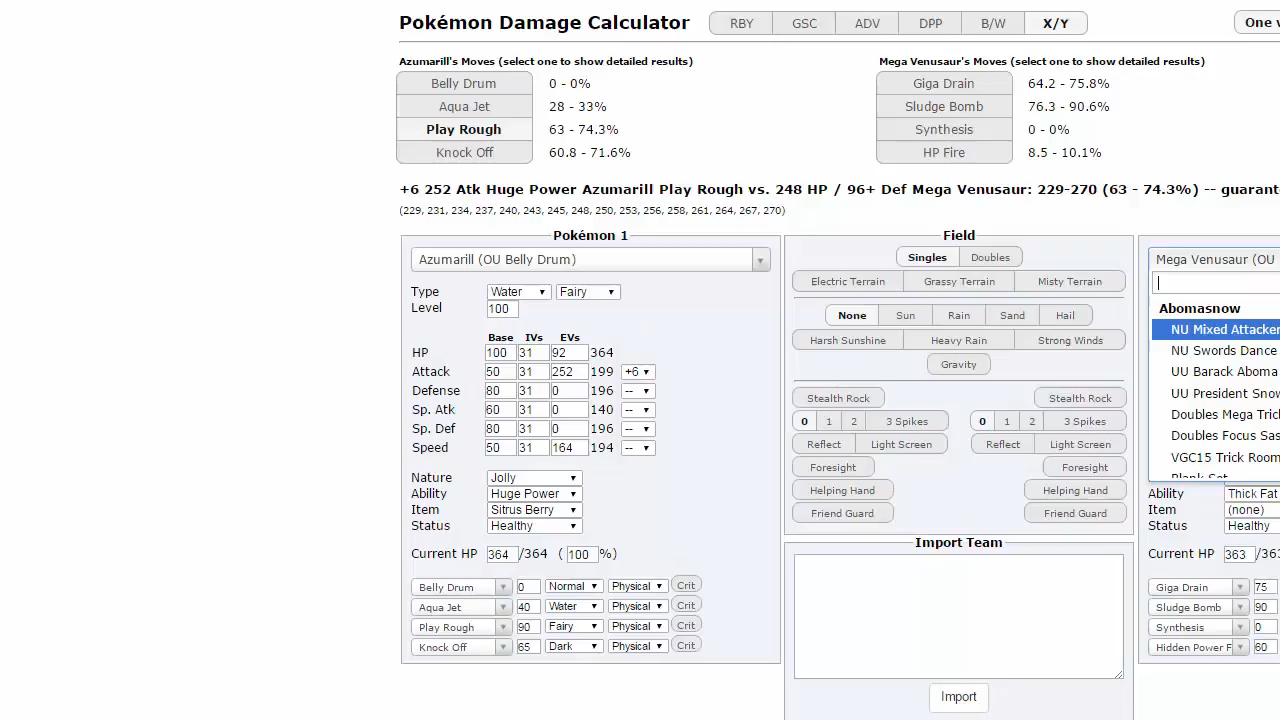 Pokémon Damage Calculator RBY GSC ADV DPP B/W X/Y One v
Azumarill's Moves (select one to show detailed results) Mega Venusaur's Moves (select one to show detailed results)
Belly Drum 0 - 0% Giga Drain 64.2 - 75.8%
Aqua Jet 28 - 33% Sludge Bomb 76.3 - 90.6%
Play Rough 63 - 74.3% Synthesis 0 - 0%
Knock Off 60.8 - 71.6% HP Fire 8.5 - 10.1%
+6 252 Atk Huge Power Azumarill Play Rough vs. 248 HP / 96+ Def Mega Venusaur: 229-270 (63 - 74.3%) -- guarant
(229, 231, 234, 237, 240, 243, 245, 248, 250, 253, 256, 258, 261, 264, 267, 270)
Pokémon 1
Azumarill (OU Belly Drum)
Type Water Fairy
Level 100
Base IVs EVs
HP 100 31 92 364
Attack 50 31 252 199 +6
Defense 80 31 0 196 --
Sp. Atk 60 31 0 140 --
Sp. Def 80 31 0 196 --
Speed 50 31 164 194 --
Nature Jolly
Ability Huge Power
Item Sitrus Berry
Status Healthy
Current HP 364 /364 ( 100 %)
Belly Drum 0 Normal Physical Crit
Aqua Jet 40 Water Physical Crit
Play Rough 90 Fairy Physical Crit
Knock Off 65 Dark Physical Crit
Field
Singles Doubles
Electric Terrain Grassy Terrain Misty Terrain
None Sun Rain Sand Hail
Harsh Sunshine Heavy Rain Strong Winds
Gravity
Stealth Rock Stealth Rock
0 1 2 3 Spikes 0 1 2 3 Spikes
Reflect Light Screen Reflect Light Screen
Foresight Foresight
Helping Hand Helping Hand
Friend Guard Friend Guard
Import Team
Import
Mega Venusaur (OU
Abomasnow
NU Mixed Attacker
NU Swords Dance
UU Barack Aboma
UU President Snow
Doubles Mega Tric
Doubles Focus Sas
VGC15 Trick Room
Blank Set
Ability Thick Fat
Item (none)
Status Healthy
Current HP 363 /363
Giga Drain 75
Sludge Bomb 90
Synthesis 0
Hidden Power F 60